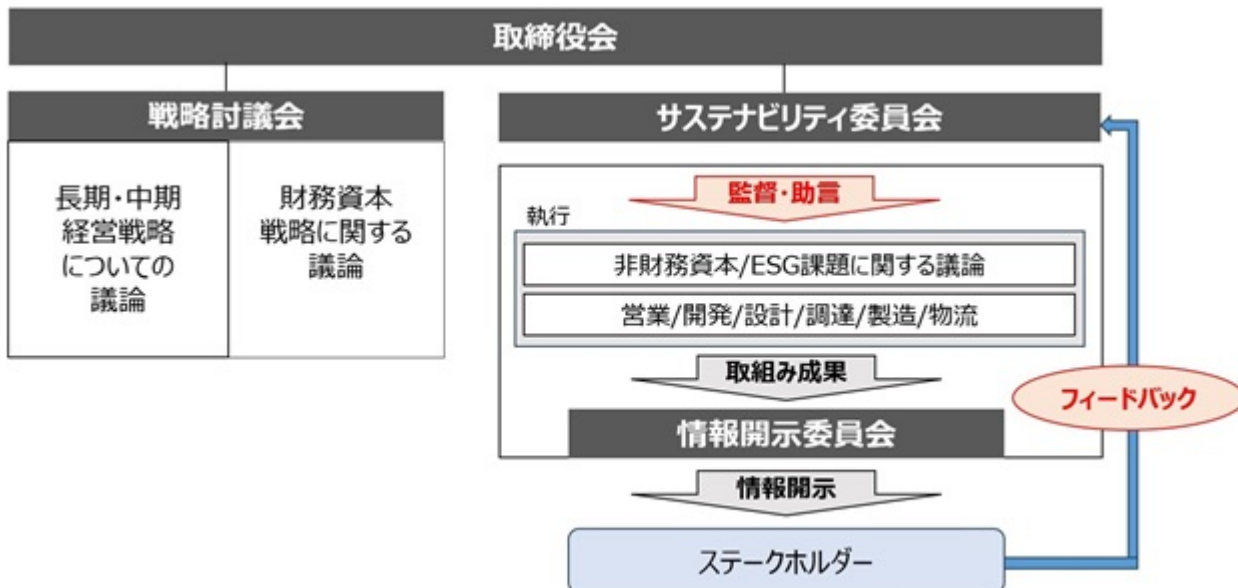 取締役会
戦略討議会
長期・中期
経営戦略
についての
議論
財務資本
戦略に関する
議論
サステナビリティ委員会
監督・助言
執行
非財務資本/ESG課題に関する議論
営業/開発/設計/調達/製造/物流
取組み成果
情報開示委員会
情報開示
ステークホルダー
フィードバック